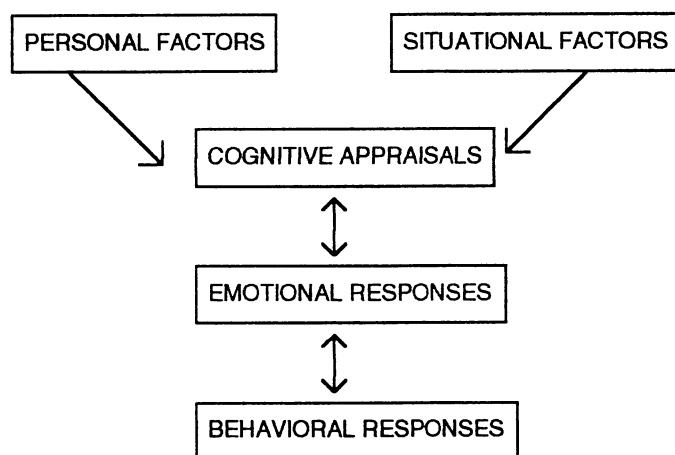 PERSONAL FACTORS
SITUATIONAL FACTORS
COGNITIVE APPRAISALS
EMOTIONAL RESPONSES
BEHAVIORAL RESPONSES